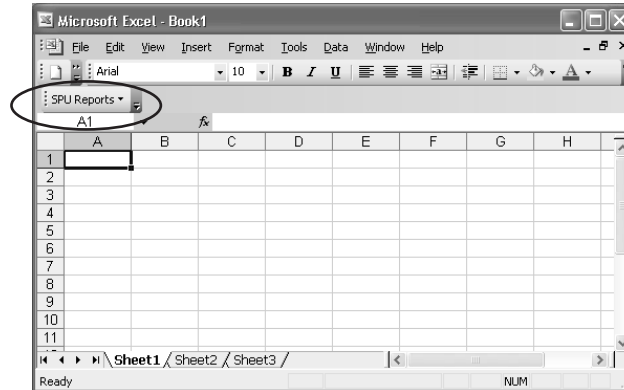 Microsoft Excel - Book1
File Edit View Insert Format Tools Data Window Help
Arial 10 B I U A
SPU Reports
A1 fx
A B C D E F G H
1
2
3
4
5
6
7
8
9
10
11
Sheet1 Sheet2 Sheet3
Ready NUM